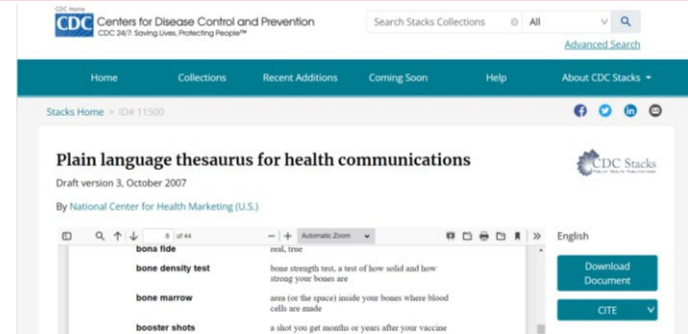 CDC Home
CDC Centers for Disease Control and Prevention
CDC 24/7: Saving Lives, Protecting People™
Search Stacks Collections
All
Advanced Search
Home Collections Recent Additions Coming Soon Help About CDC Stacks
Stacks Home > ID# 11500
Plain language thesaurus for health communications
CDC Stacks
Draft version 3, October 2007
By National Center for Health Marketing (U.S.)
8 of 44 Automatic Zoom
English
bona fide real, true
bone density test bone strength test, a test of how solid and how
strong your bones are
Download
Document
bone marrow area (or the space) inside your bones where blood
cells are made
CITE
booster shots a shot you get months or years after your vaccine